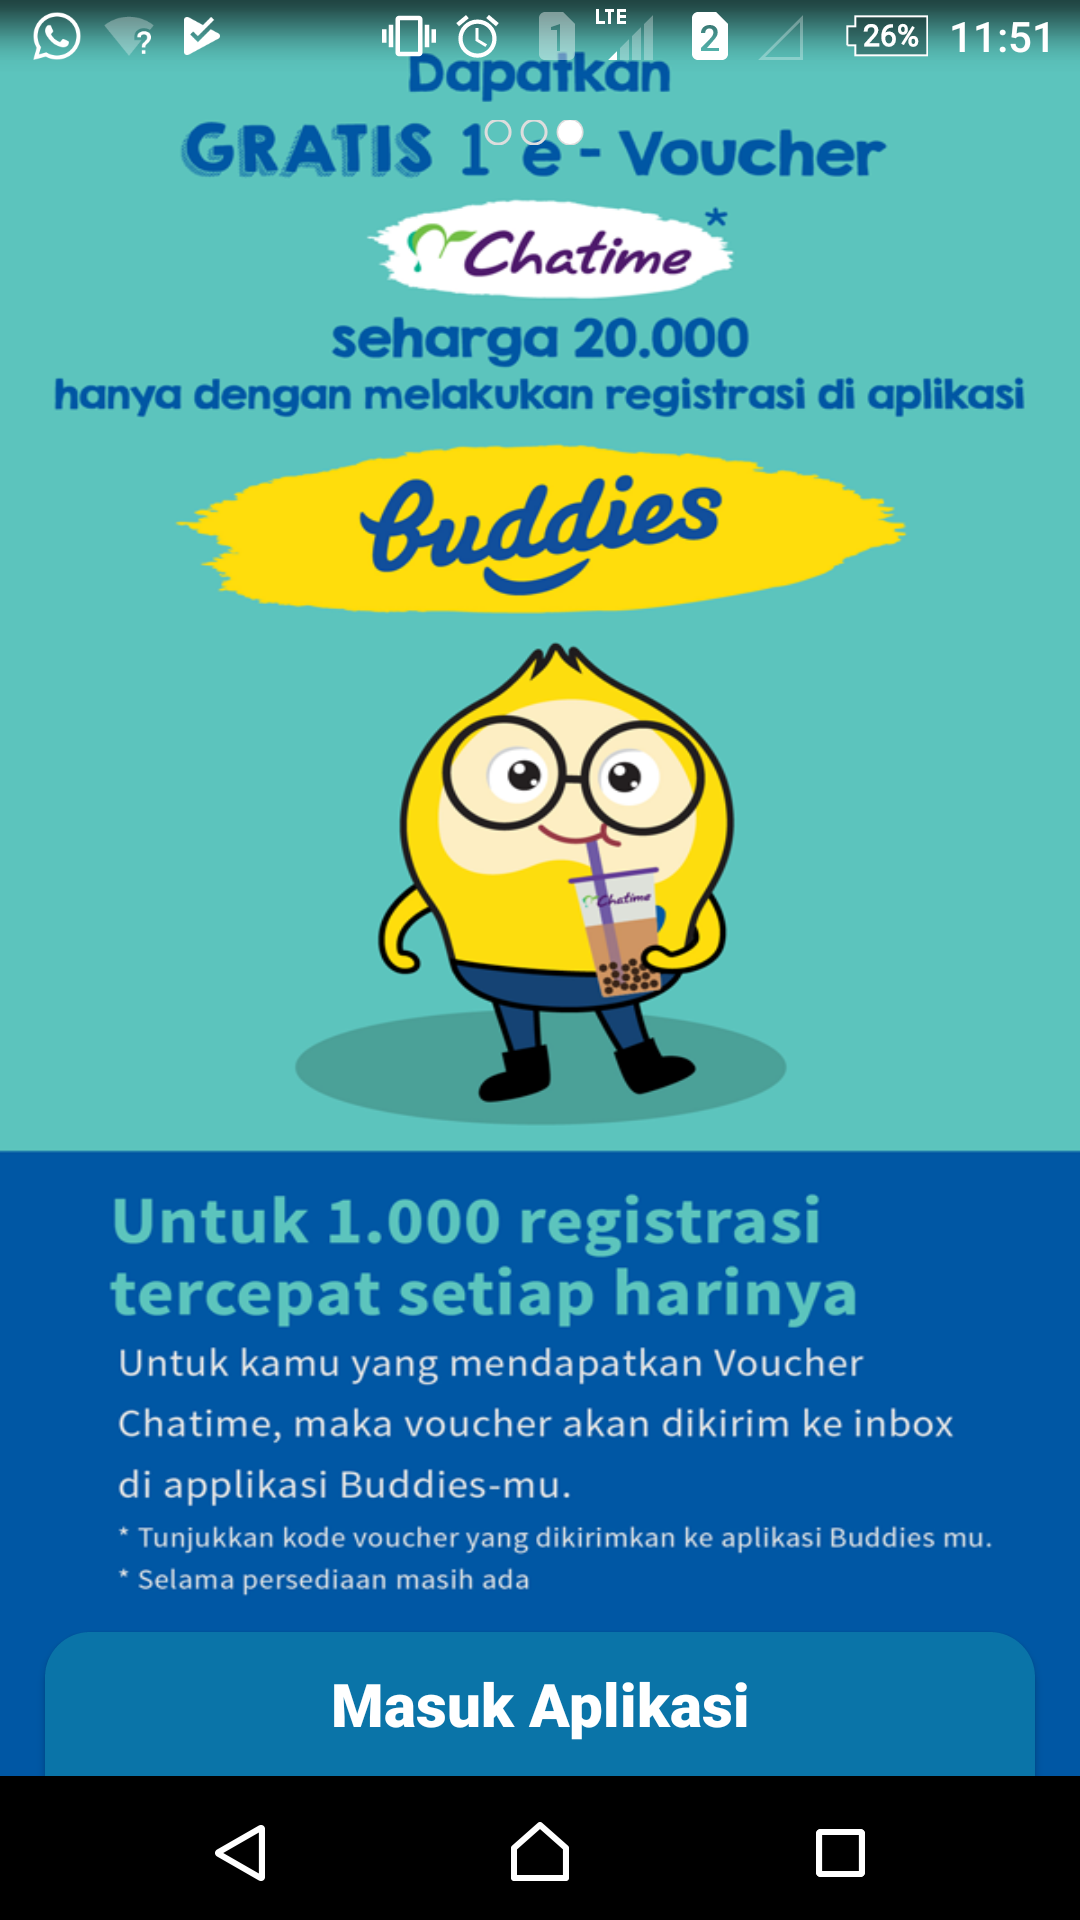 1 LTE 2 26% 11:51
Dapatkan
GRATIS 1 e - Voucher
Chatime*
seharga 20.000
hanya dengan melakukan registrasi di aplikasi
Buddies
Chatime
Untuk 1.000 registrasi
tercepat setiap harinya
Untuk kamu yang mendapatkan Voucher
Chatime, maka voucher akan dikirim ke inbox
di applikasi Buddies-mu.
* Tunjukkan kode voucher yang dikirimkan ke aplikasi Buddies mu.
* Selama persediaan masih ada
Masuk Aplikasi